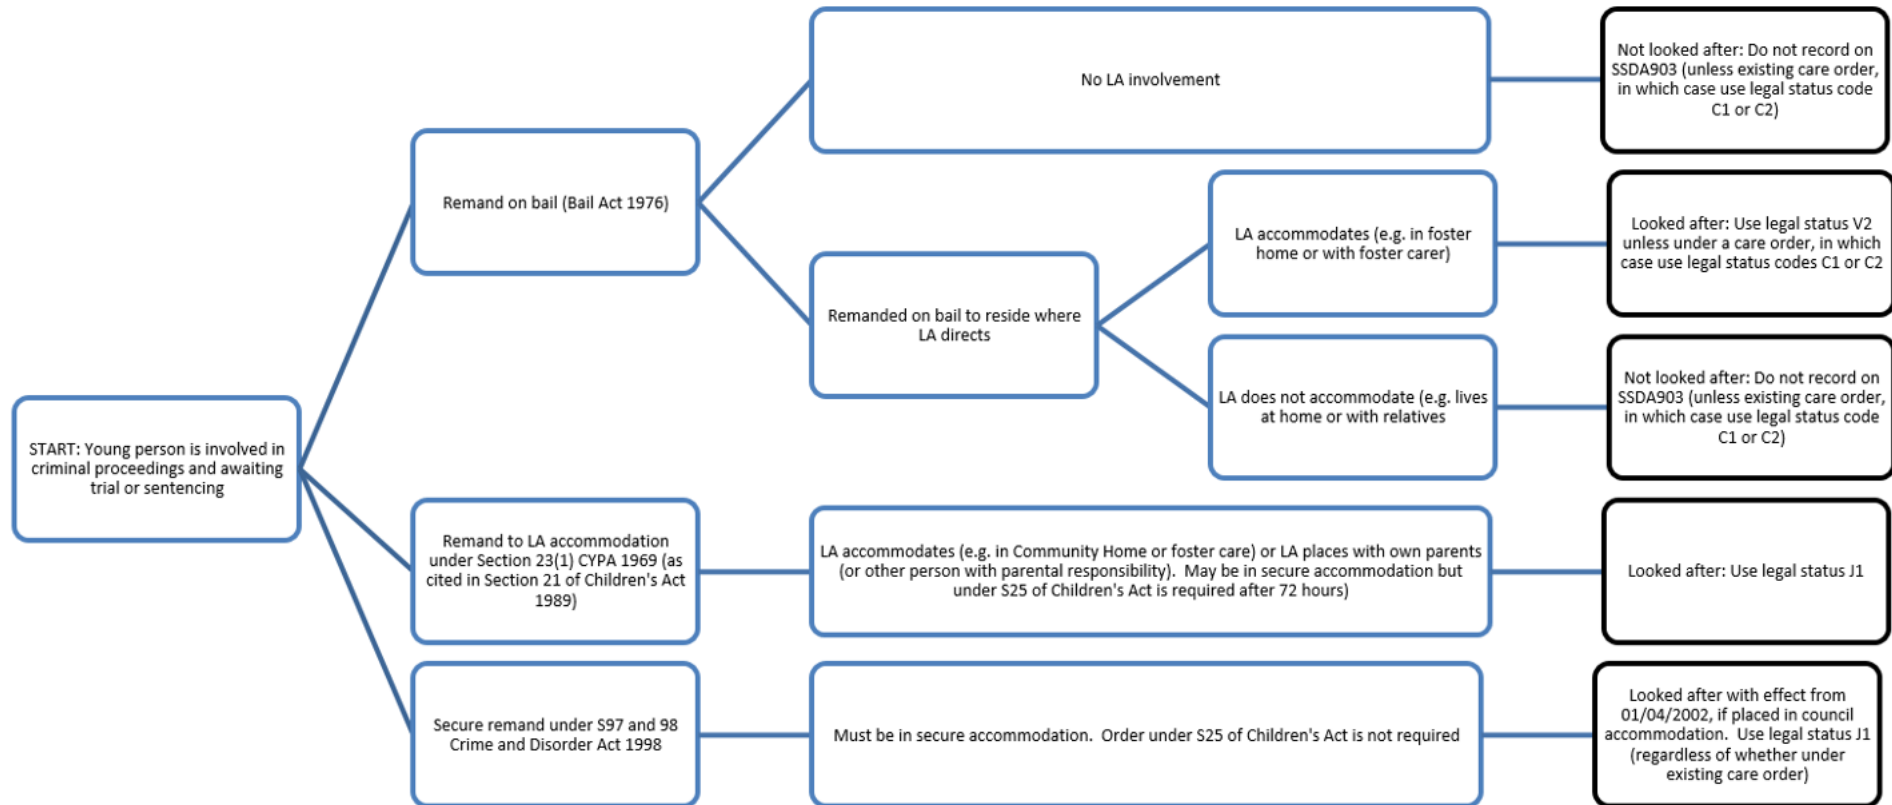 No LA involvement
Not looked after: Do not record on
SSDA903 (unless existing care order,
in which case use legal status code
C1 or C2)
Remand on bail (Bail Act 1976)
LA accommodates (e.g. in foster
home or with foster carer)
Looked after: Use legal status V2
unless under a care order, in which
case use legal status codes C1 or C2
Remanded on bail to reside where
LA directs
LA does not accommodate (e.g. lives
at home or with relatives
Not looked after: Do not record on
SSDA903 (unless existing care order,
in which case use legal status code
C1 or C2)
START: Young person is involved in
criminal proceedings and awaiting
trial or sentencing
Remand to LA accommodation
under Section 23(1) CYPA 1969 (as
cited in Section 21 of Children's Act
1989)
LA accommodates (e.g. in Community Home or foster care) or LA places with own parents
(or other person with parental responsibility).  May be in secure accommodation but
under S25 of Children's Act is required after 72 hours)
Looked after: Use legal status J1
Secure remand under S97 and 98
Crime and Disorder Act 1998
Must be in secure accommodation.  Order under S25 of Children's Act is not required
Looked after with effect from
01/04/2002, if placed in council
accommodation.  Use legal status J1
(regardless of whether under
existing care order)